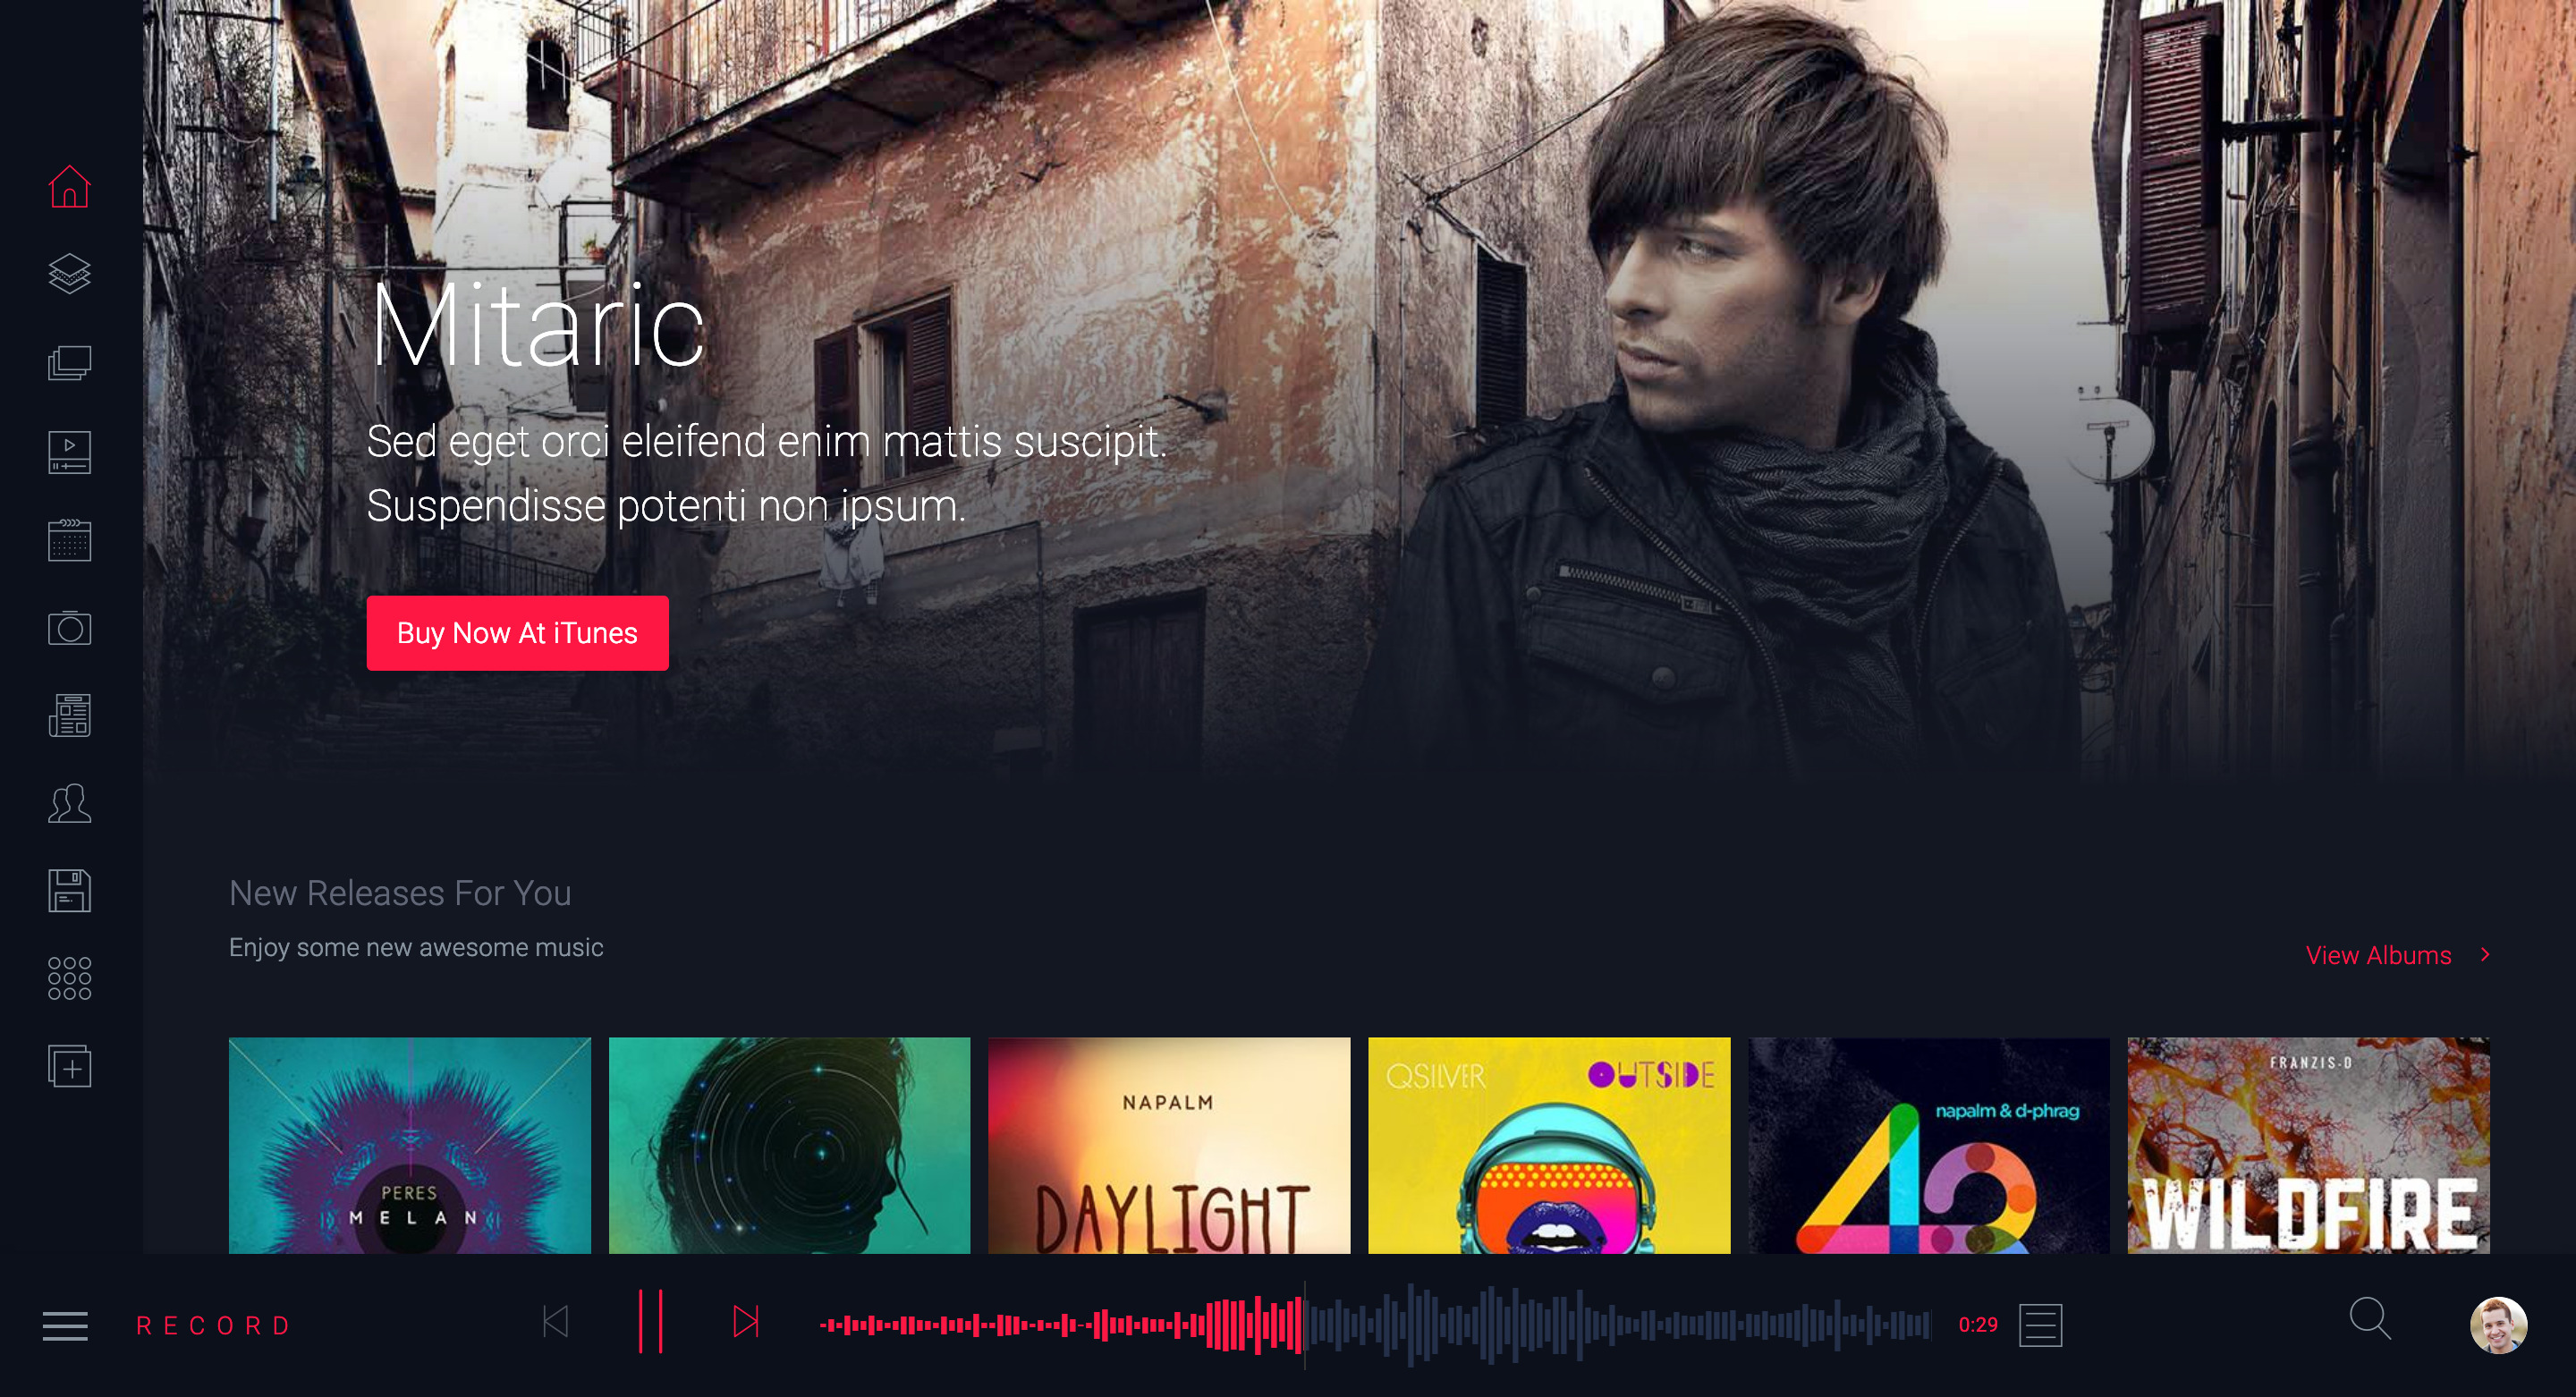 Mitaric
Sed eget orci eleifend enim mattis suscipit.
Suspendisse potenti non ipsum.
Buy Now At iTunes
New Releases For You
Enjoy some new awesome music
View Albums
PERES
MELAN
NAPALM
DAYLIGHT
QSILVER
OUTSIDE
napalm & d-phrag
43
FRANZIS-D
WILDFIRE
RECORD
0:29